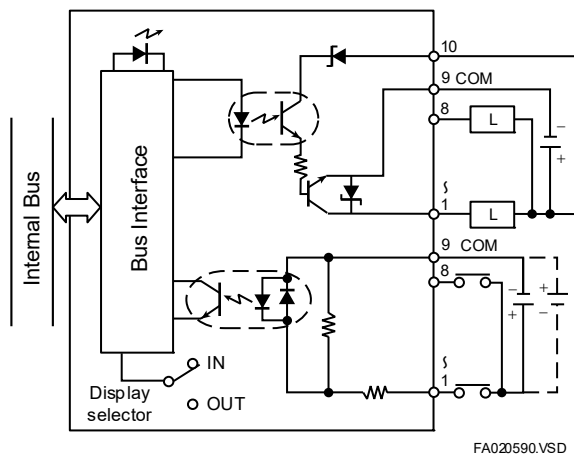 10
9 COM
8
L
−
+
Internal Bus
Bus Interface
~
1
L
9 COM
8
−
+
+
−
IN
~
1
Display
selector
OUT
FA020590.VSD